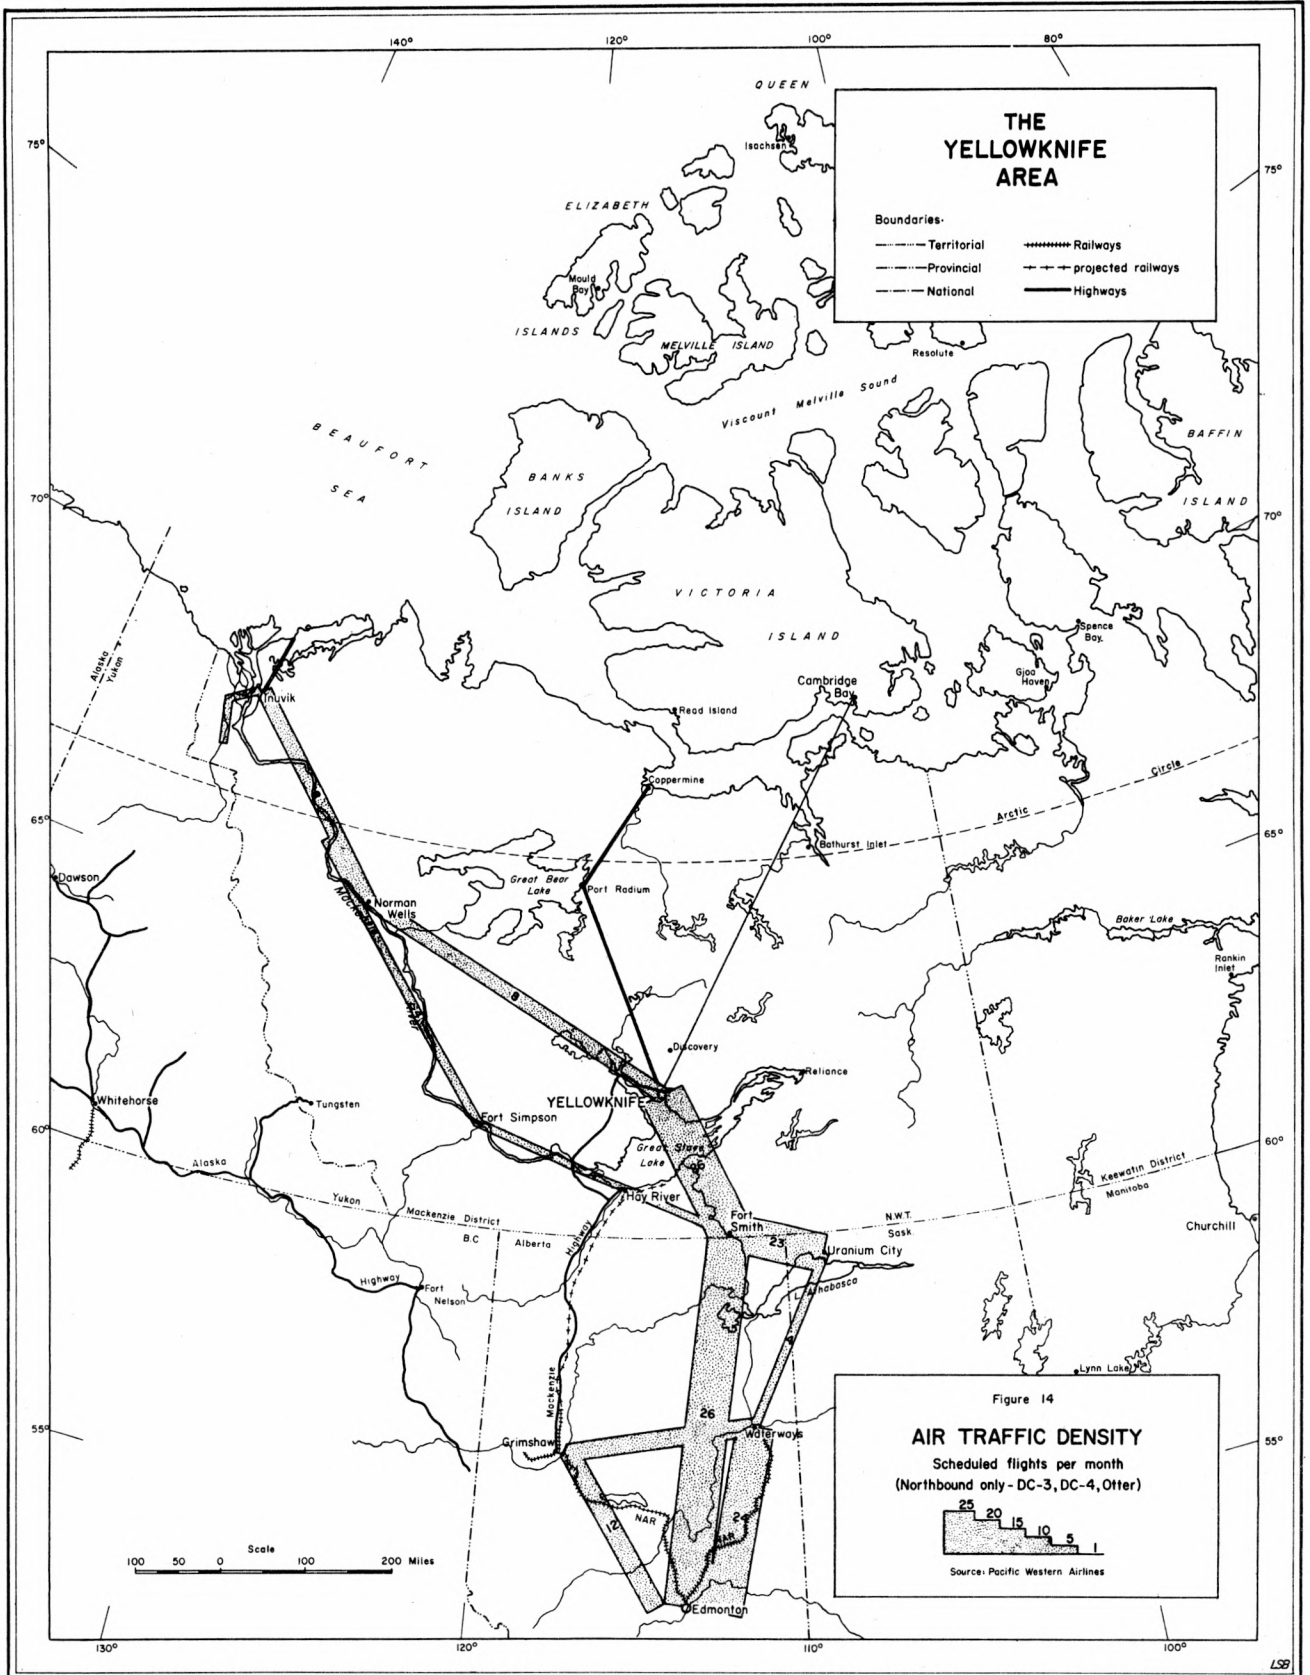 140° 120° 100° 80°
QUEEN
THE
YELLOWKNIFE
AREA
Isachsen
75° 75°
ELIZABETH
Boundaries.
Territorial Railways
Provincial projected railways
National Highways
Mould
Bay
ISLANDS
MELVILLE ISLAND
Resolute
Viscount Melville Sound
BEAUFORT
SEA
BANKS
ISLAND
BAFFIN
ISLAND
70° 70°
VICTORIA
ISLAND
Spence
Bay.
Alaska
Yukon
Gjoa
Haven
2
Inuvik
Cambridge
Bay
Read Island
Coppermine
Circle
Arctic
65° 65°
Bathurst Inlet
Dawson
Great Bear
Lake
Port Radium
Norman
Wells
Mackenzie
River
Baker Lake
Rankin
Inlet
8
Discovery
Reliance
Whitehorse
YELLOWKNIFE
Tungsten
Fort Simpson
60° 60°
Great Slave
Lake
Alaska
Keewatin District
Manitoba
Yukon
Hay River
Mackenzie District
B.C Alberta
Fort
Smith
N.W.T.
Sask.
Churchill
23
Highway
Uranium City
Highway
Fort
Nelson
L. Athabasca
4
Lynn Lake
Mackenzie
26
Waterways
Grimshaw
55° 55°
Figure 14
AIR TRAFFIC DENSITY
Scheduled flights per month
(Northbound only - DC-3, DC-4, Otter)
25 20 15 10 5 1
Source: Pacific Western Airlines
12
NAR
24
NAR
Scale
100 50 0 100 200 Miles
Edmonton
130° 120° 110° 100°
LSB